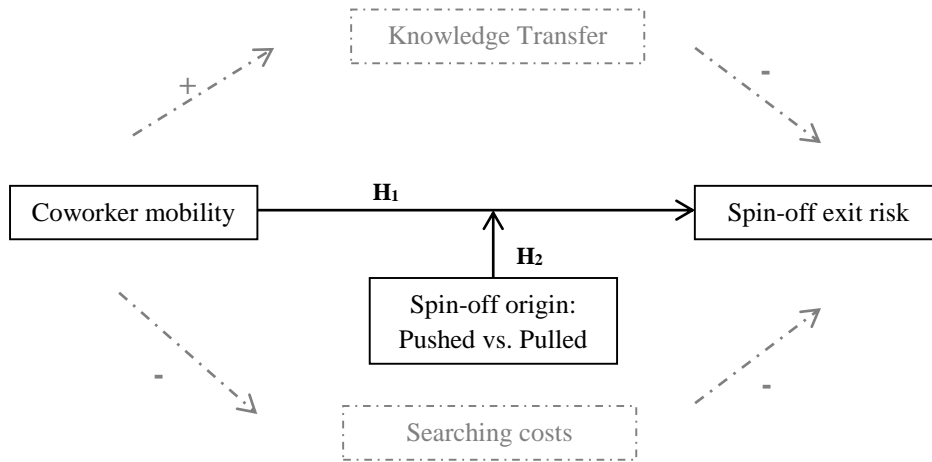 Knowledge Transfer
+
-
H1
Coworker mobility
Spin-off exit risk
H2
Spin-off origin:
Pushed vs. Pulled
-
-
Searching costs